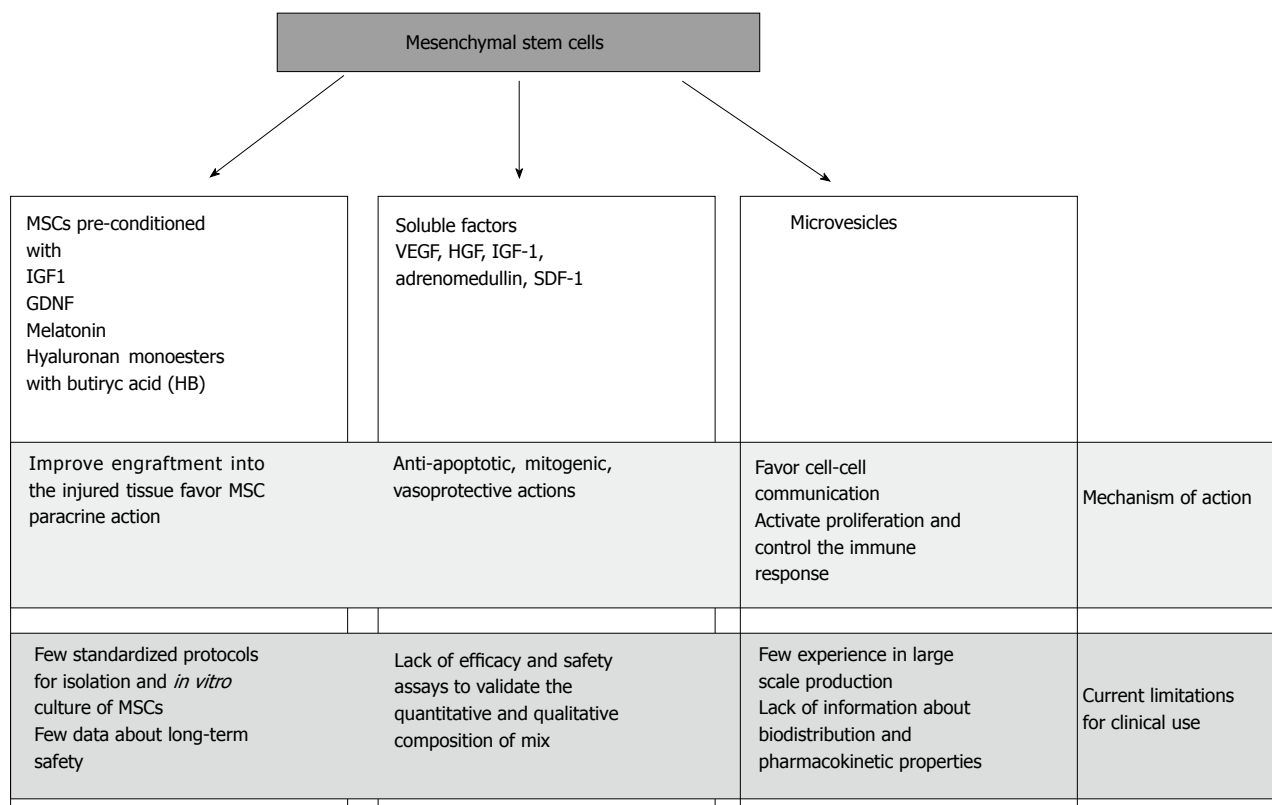 Mesenchymal stem cells
MSCs pre-conditioned
with
IGF1
GDNF
Melatonin
Hyaluronan monoesters
with butiryc acid (HB)
Soluble factors
VEGF, HGF, IGF-1,
adrenomedullin, SDF-1
Microvesicles
Improve engraftment into
the injured tissue favor MSC
paracrine action
Anti-apoptotic, mitogenic,
vasoprotective actions
Favor cell-cell
communication
Activate proliferation and
control the immune
response
Mechanism of action
Few standardized protocols
for isolation and in vitro
culture of MSCs
Few data about long-term
safety
Lack of efficacy and safety
assays to validate the
quantitative and qualitative
composition of mix
Few experience in large
scale production
Lack of information about
biodistribution and
pharmacokinetic properties
Current limitations
for clinical use